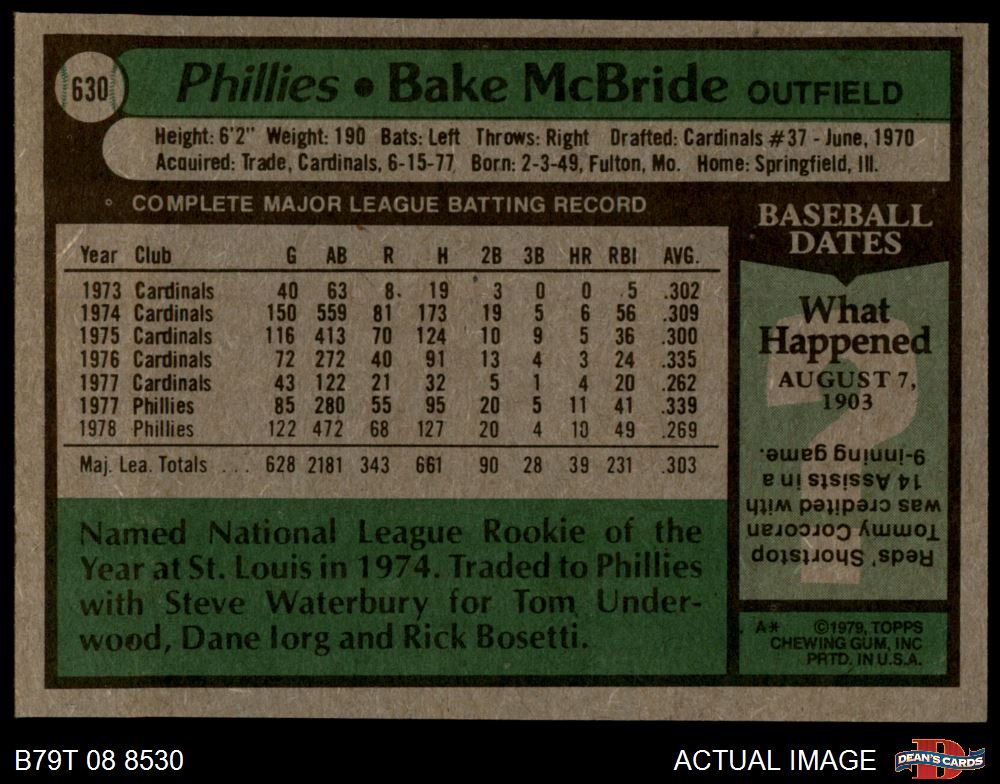 630
Phillies • Bake McBride OUTFIELD
Height: 6'2" Weight: 190 Bats: Left Throws: Right Drafted: Cardinals #37 - June, 1970
Acquired: Trade, Cardinals, 6-15-77 Born: 2-3-49, Fulton, Mo. Home: Springfield, Ill.
COMPLETE MAJOR LEAGUE BATTING RECORD
Year Club G AB R H 2B 3B HR RBI AVG.
1973 Cardinals 40 63 8 19 3 0 0 5 .302
1974 Cardinals 150 559 81 173 19 5 6 56 .309
1975 Cardinals 116 413 70 124 10 9 5 36 .300
1976 Cardinals 72 272 40 91 13 4 3 24 .335
1977 Cardinals 43 122 21 32 5 1 4 20 .262
1977 Phillies 85 280 55 95 20 5 11 41 .339
1978 Phillies 122 472 68 127 20 4 10 49 .269
Maj. Lea. Totals ... 628 2181 343 661 90 28 39 231 .303
Named National League Rookie of the
Year at St. Louis in 1974. Traded to Phillies
with Steve Waterbury for Tom Under-
wood, Dane Iorg and Rick Bosetti.
BASEBALL
DATES
What
Happened
AUGUST 7,
1903
?
Reds' Shortstop
Tommy Corcoran
was credited with
14 Assists in a
9-inning game.
A* ©1979, TOPPS
CHEWING GUM, INC
PRTD. IN U.S.A.
B79T 08 8530
ACTUAL IMAGE
D
DEAN'S CARDS